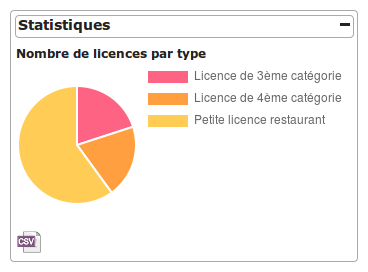 Statistiques
Nombre de licences par type
Licence de 3ème catégorie
Licence de 4ème catégorie
Petite licence restaurant
CSV